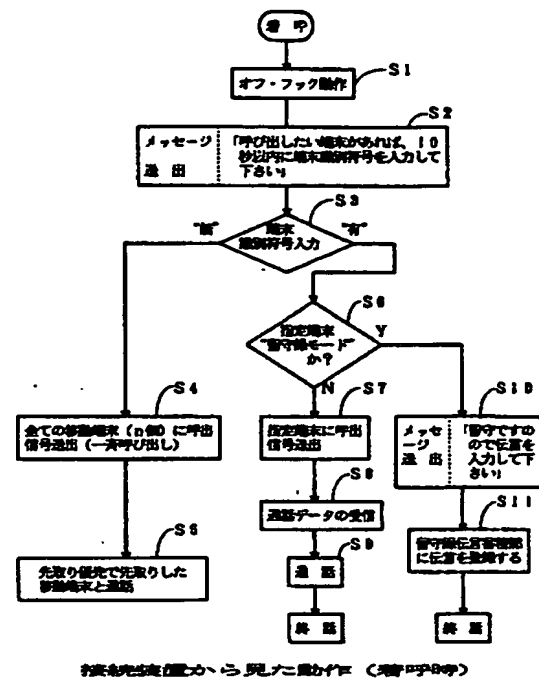 着 呼
S1
オフ・フック動作
S2
メッセージ
送 出
「呼び出したい端末があれば、10
秒以内に端末識別符号を入力して
下さい」
S3
"無"
端末
識別符号入力
"有"
S6
指定端末
"留守録モード"
か?
Y
N
S4
全ての移動端末(n個)に呼出
信号送出(一斉呼び出し)
S7
指定端末に呼出
信号送出
S10
メッセ
ージ
送 出
「留守ですの
ので伝言を
入力して下
さい」
S8
通話データの受信
S11
留守録伝言蓄積部
に伝言を登録する
S5
先取り優先で先取りした
移動端末と通話
S9
通 話
終 話
終 話
接続装置から見た動作(着呼時)